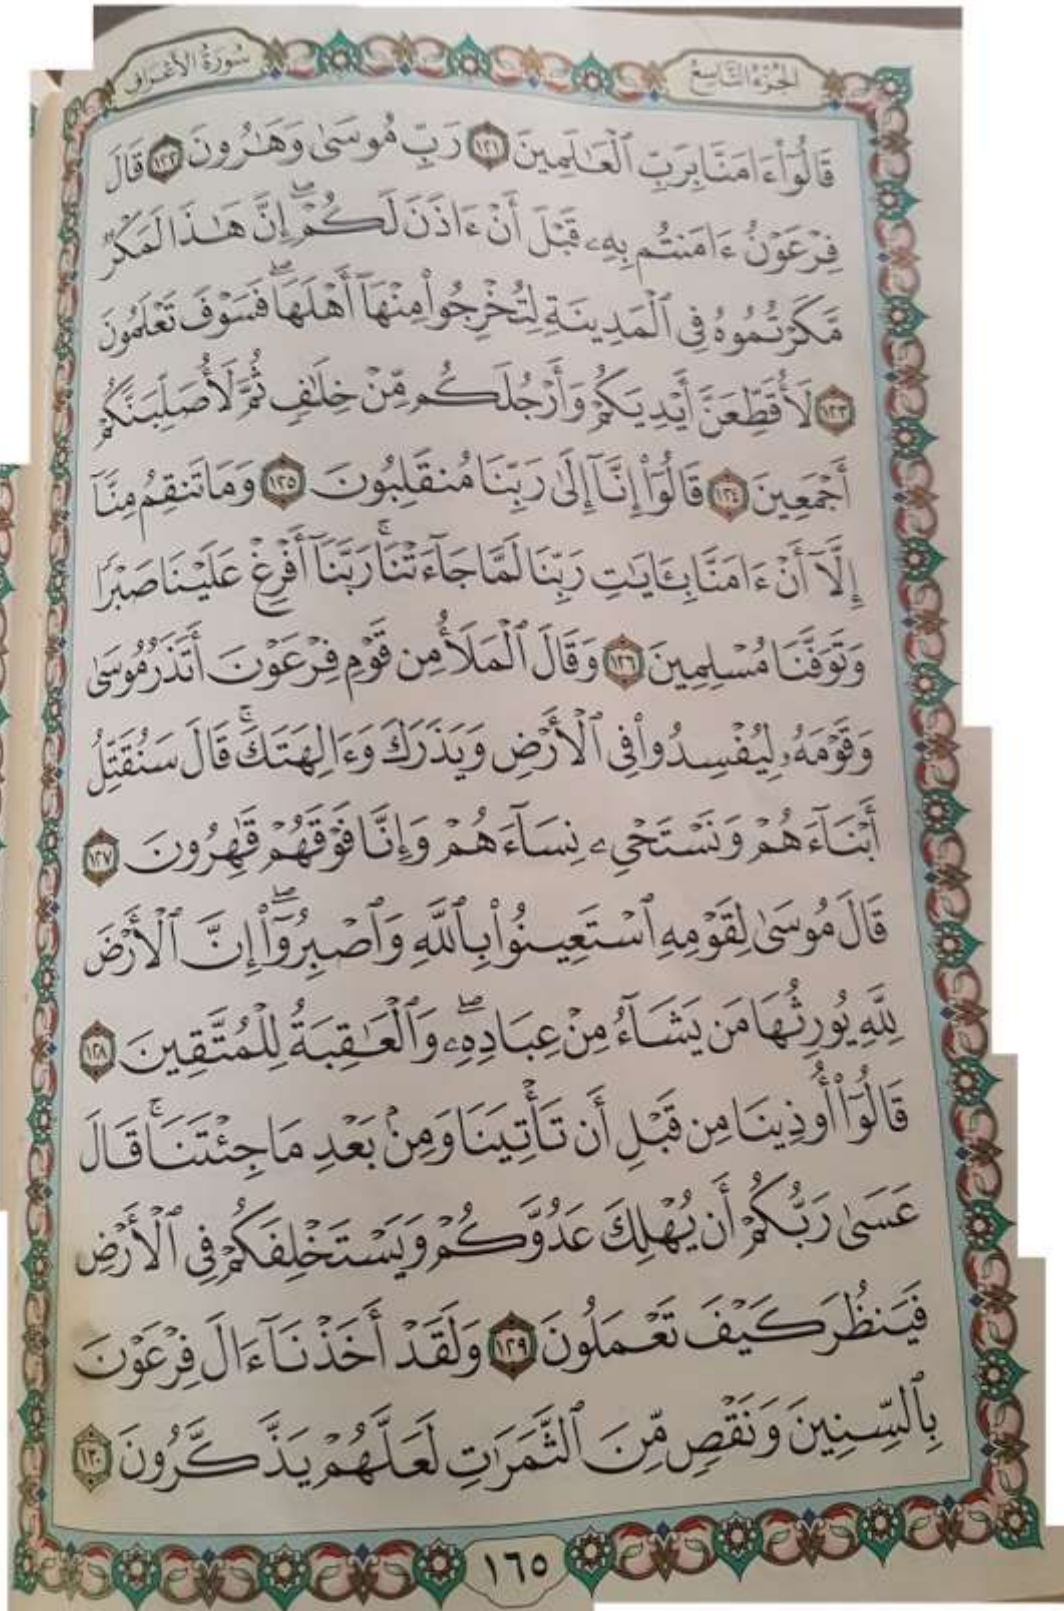 الجزء التاسع
سورة الأعراف
قَالُوٓا۟ ءَامَنَّا بِرَبِّ ٱلْعَٰلَمِينَ ١٢١ رَبِّ مُوسَىٰ وَهَٰرُونَ ١٢٢ قَالَ
فِرْعَوْنُ ءَامَنتُم بِهِۦ قَبْلَ أَنْ ءَاذَنَ لَكُمْ ۖ إِنَّ هَٰذَا لَمَكْرٌ
مَّكَرْتُمُوهُ فِى ٱلْمَدِينَةِ لِتُخْرِجُوا۟ مِنْهَآ أَهْلَهَا ۖ فَسَوْفَ تَعْلَمُونَ
١٢٣ لَأُقَطِّعَنَّ أَيْدِيَكُمْ وَأَرْجُلَكُم مِّنْ خِلَٰفٍ ثُمَّ لَأُصَلِّبَنَّكُمْ
أَجْمَعِينَ ١٢٤ قَالُوٓا۟ إِنَّآ إِلَىٰ رَبِّنَا مُنقَلِبُونَ ١٢٥ وَمَا تَنقِمُ مِنَّآ
إِلَّآ أَنْ ءَامَنَّا بِـَٔايَٰتِ رَبِّنَا لَمَّا جَآءَتْنَا ۚ رَبَّنَآ أَفْرِغْ عَلَيْنَا صَبْرًا
وَتَوَفَّنَا مُسْلِمِينَ ١٢٦ وَقَالَ ٱلْمَلَأُ مِن قَوْمِ فِرْعَوْنَ أَتَذَرُ مُوسَىٰ
وَقَوْمَهُۥ لِيُفْسِدُوا۟ فِى ٱلْأَرْضِ وَيَذَرَكَ وَءَالِهَتَكَ ۚ قَالَ سَنُقَتِّلُ
أَبْنَآءَهُمْ وَنَسْتَحْىِۦ نِسَآءَهُمْ وَإِنَّا فَوْقَهُمْ قَٰهِرُونَ ١٢٧
قَالَ مُوسَىٰ لِقَوْمِهِ ٱسْتَعِينُوا۟ بِٱللَّهِ وَٱصْبِرُوٓا۟ ۖ إِنَّ ٱلْأَرْضَ
لِلَّهِ يُورِثُهَا مَن يَشَآءُ مِنْ عِبَادِهِۦ ۖ وَٱلْعَٰقِبَةُ لِلْمُتَّقِينَ ١٢٨
قَالُوٓا۟ أُوذِينَا مِن قَبْلِ أَن تَأْتِيَنَا وَمِنۢ بَعْدِ مَا جِئْتَنَا ۚ قَالَ
عَسَىٰ رَبُّكُمْ أَن يُهْلِكَ عَدُوَّكُمْ وَيَسْتَخْلِفَكُمْ فِى ٱلْأَرْضِ
فَيَنظُرَ كَيْفَ تَعْمَلُونَ ١٢٩ وَلَقَدْ أَخَذْنَآ ءَالَ فِرْعَوْنَ
بِٱلسِّنِينَ وَنَقْصٍ مِّنَ ٱلثَّمَرَٰتِ لَعَلَّهُمْ يَذَّكَّرُونَ ١٣٠
١٦٥